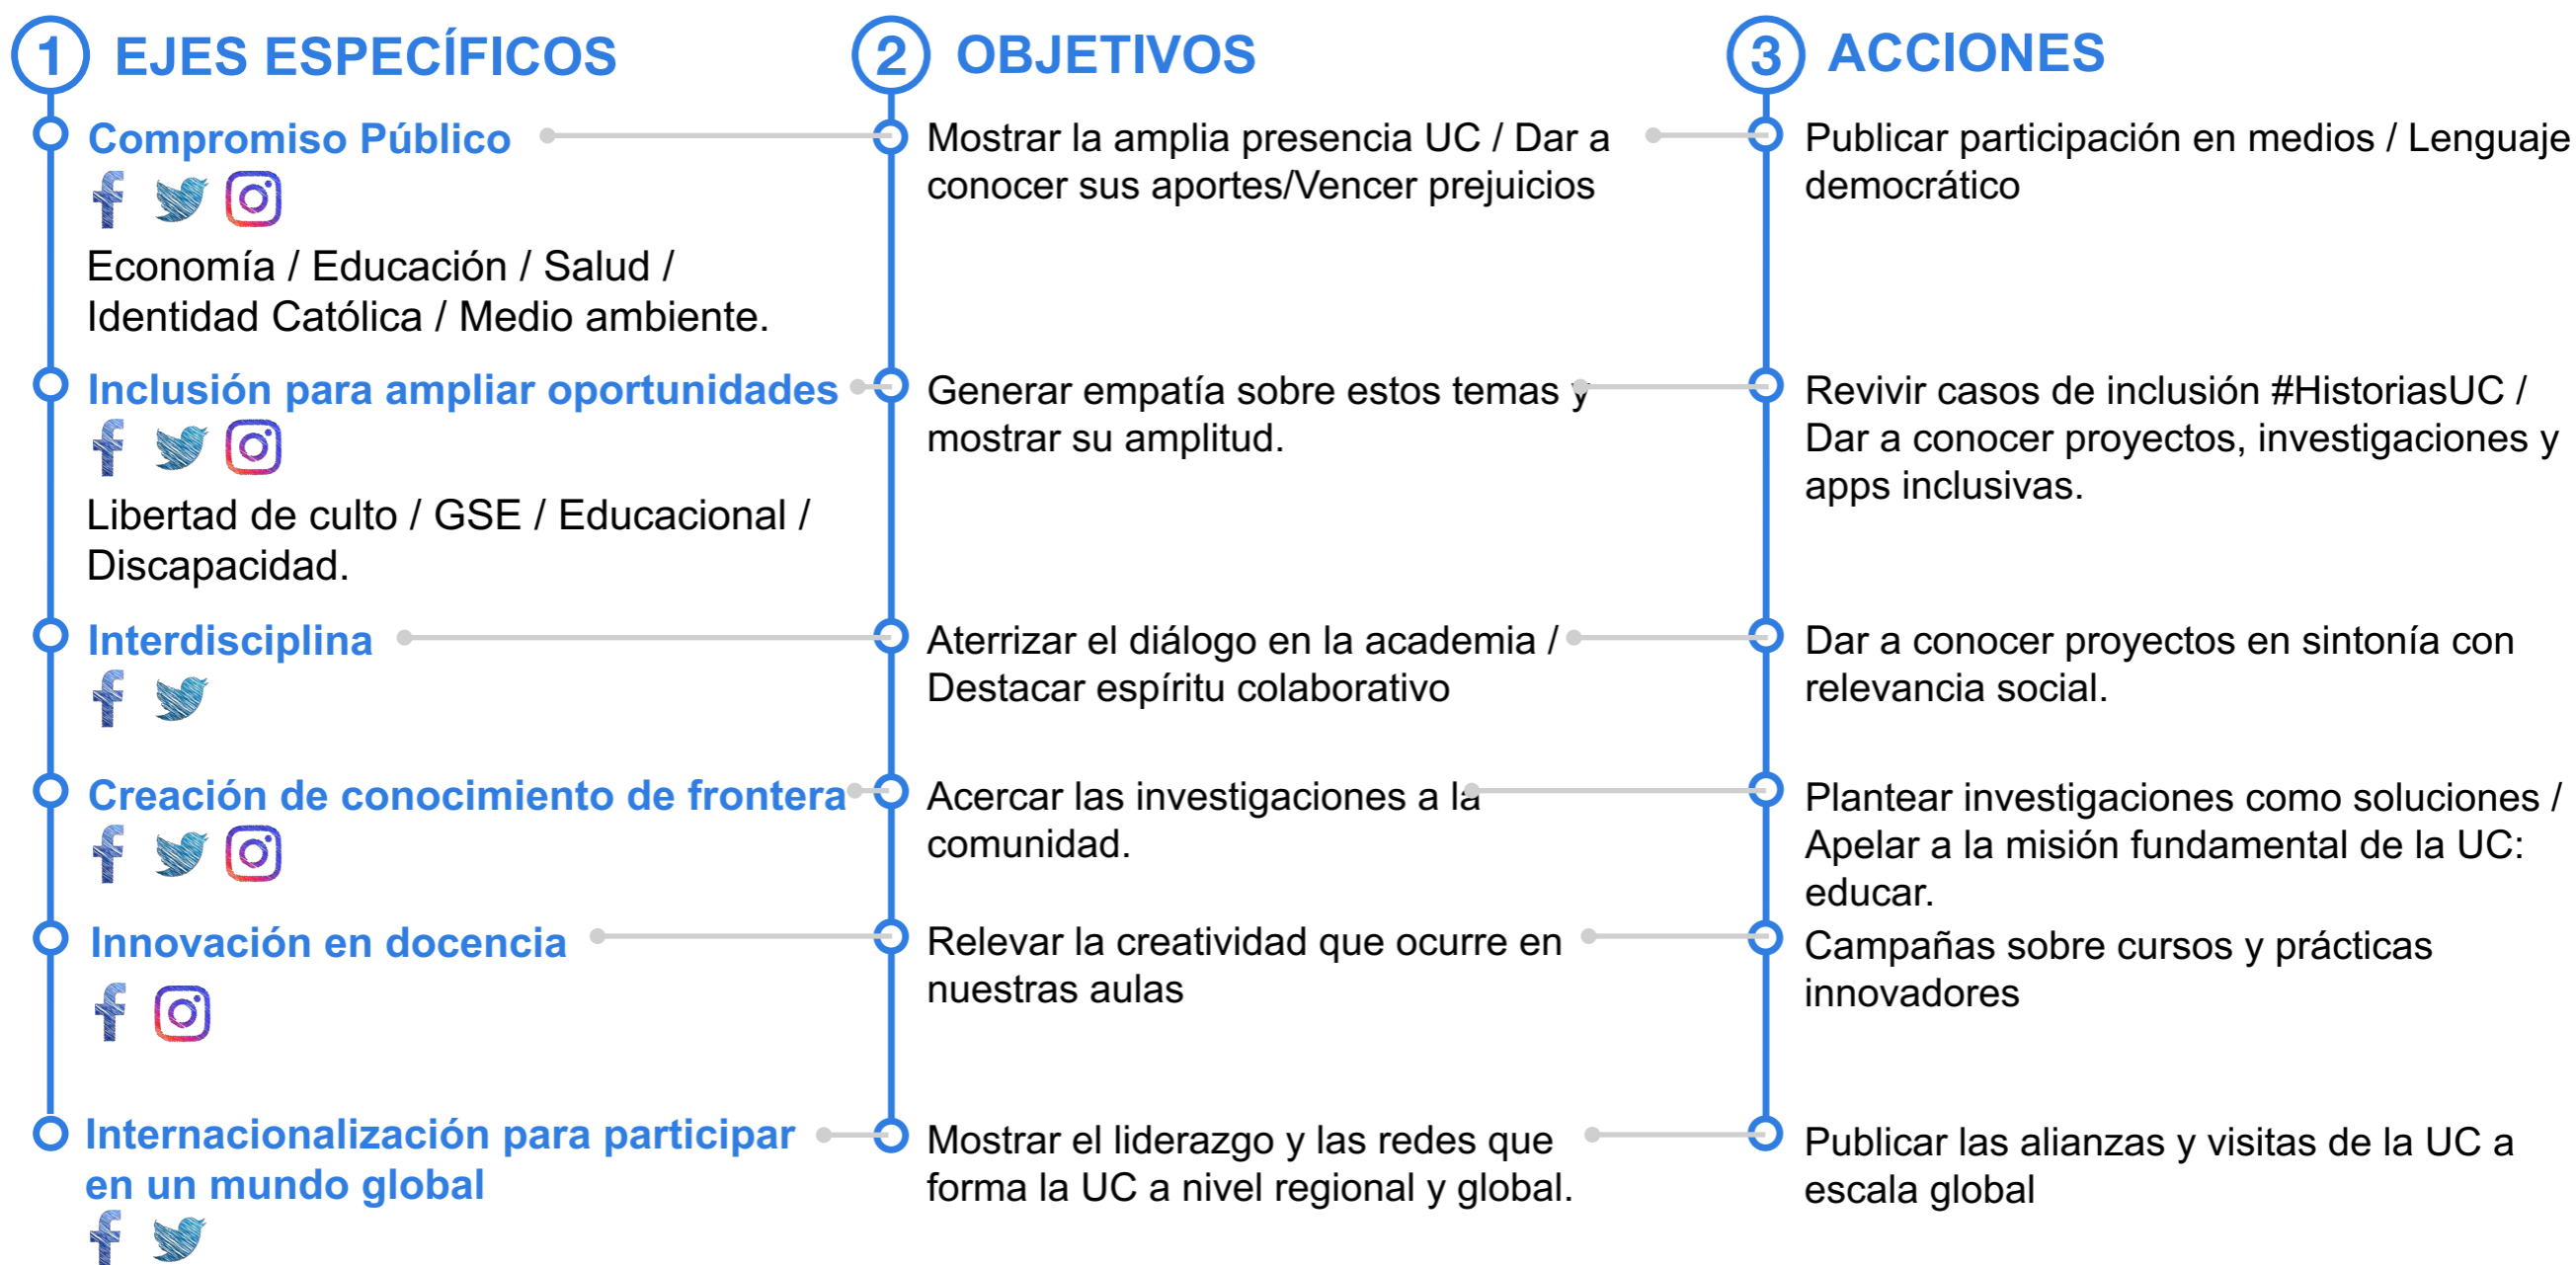 1 EJES ESPECÍFICOS
2 OBJETIVOS
3 ACCIONES
Compromiso Público
Mostrar la amplia presencia UC / Dar a
conocer sus aportes/Vencer prejuicios
Publicar participación en medios / Lenguaje
democrático
Economía / Educación / Salud /
Identidad Católica / Medio ambiente.
Inclusión para ampliar oportunidades
Generar empatía sobre estos temas y
mostrar su amplitud.
Revivir casos de inclusión #HistoriasUC /
Dar a conocer proyectos, investigaciones y
apps inclusivas.
Libertad de culto / GSE / Educacional /
Discapacidad.
Interdisciplina
Aterrizar el diálogo en la academia /
Destacar espíritu colaborativo
Dar a conocer proyectos en sintonía con
relevancia social.
Creación de conocimiento de frontera
Acercar las investigaciones a la
comunidad.
Plantear investigaciones como soluciones /
Apelar a la misión fundamental de la UC:
educar.
Innovación en docencia
Relevar la creatividad que ocurre en
nuestras aulas
Campañas sobre cursos y prácticas
innovadores
Internacionalización para participar
en un mundo global
Mostrar el liderazgo y las redes que
forma la UC a nivel regional y global.
Publicar las alianzas y visitas de la UC a
escala global